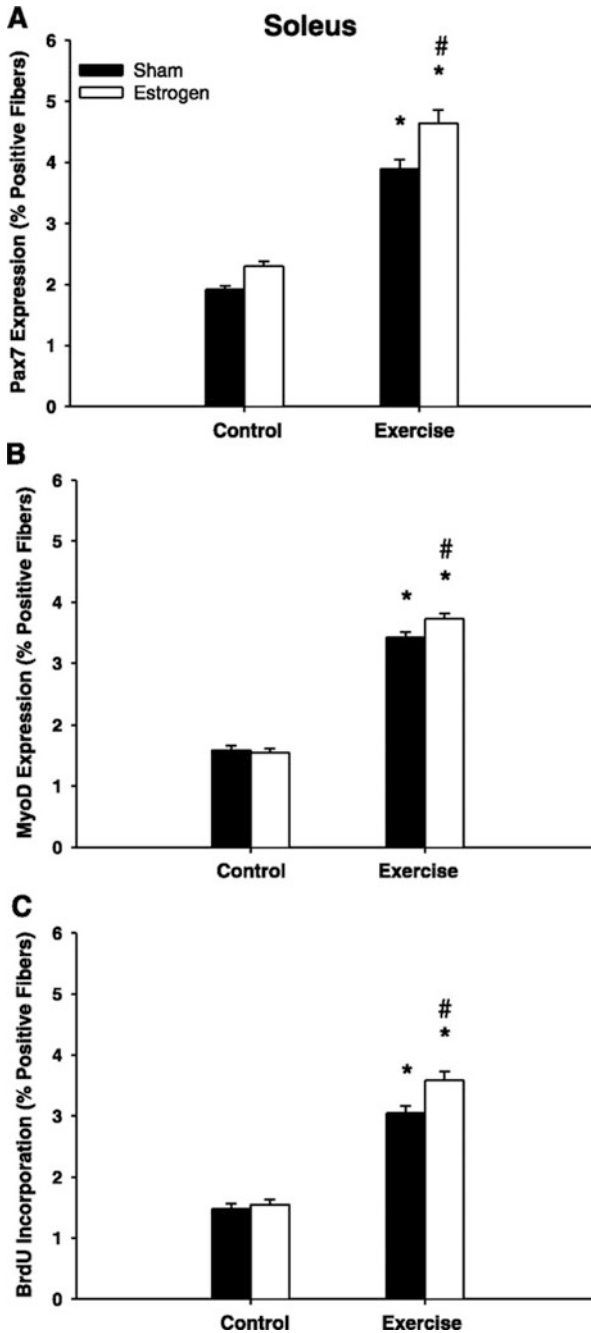 A
Soleus
Sham
Estrogen
Pax7 Expression (% Positive Fibers)
6
5
4
3
2
1
0
#
*
*
Control
Exercise
B
MyoD Expression (% Positive Fibers)
6
5
4
3
2
1
0
#
*
*
Control
Exercise
C
BrdU Incorporation (% Positive Fibers)
6
5
4
3
2
1
0
#
*
*
Control
Exercise